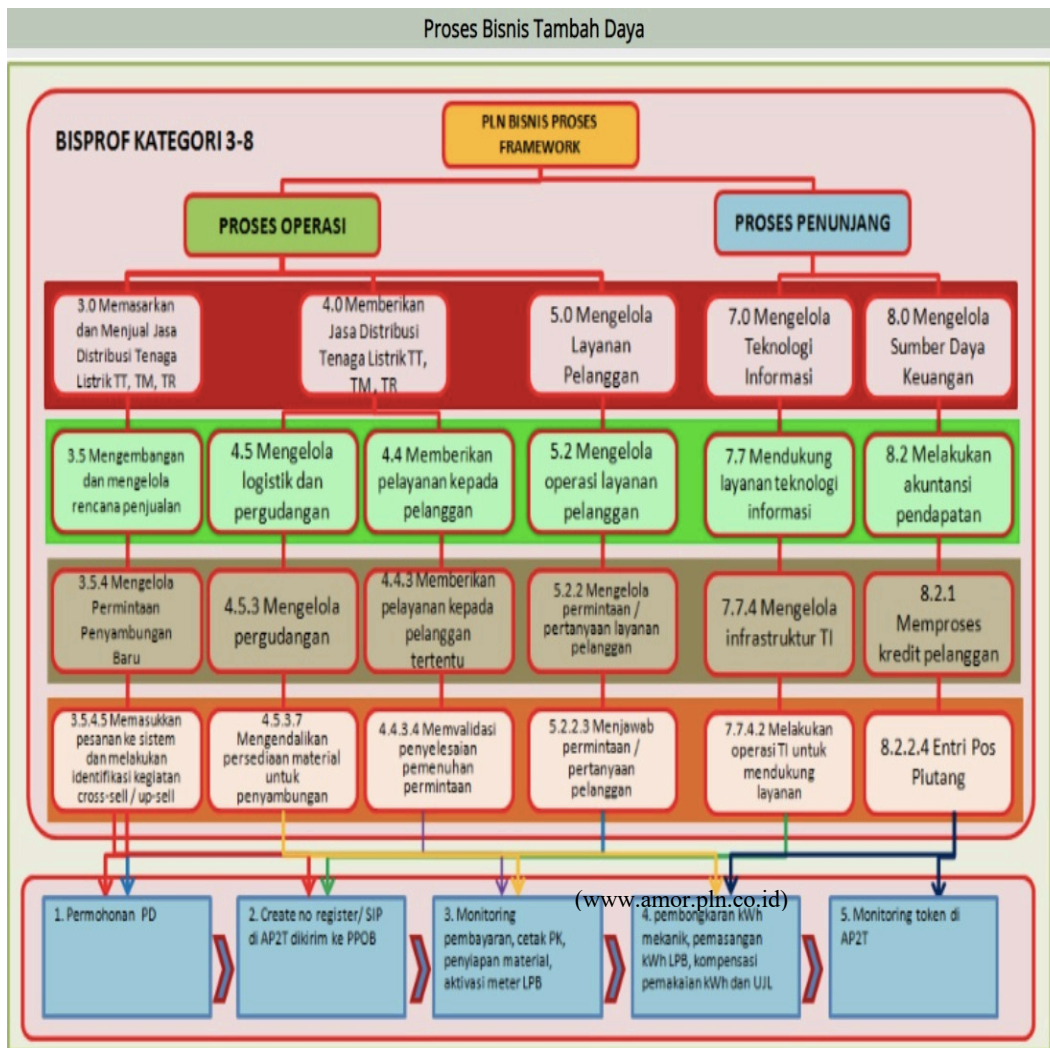 Proses Bisnis Tambah Daya
BISPROF KATEGORI 3-8
PLN BISNIS PROSES
FRAMEWORK
PROSES OPERASI
PROSES PENUNJANG
3.0 Memasarkan
dan Menjual Jasa
Distribusi Tenaga
Listrik TT, TM, TR
4.0 Memberikan
Jasa Distribusi
Tenaga Listrik TT,
TM , TR
5.0 Mengelola
Layanan
Pelanggan
7.0 Mengelola
Teknologi
Informasi
8.0 Mengelola
Sumber Daya
Keuangan
3.5 Mengembangan
dan mengelola
rencana penjualan
4.5 Mengelola
logistik dan
pergudangan
4.4 Memberikan
pelayanan kepada
pelanggan
5.2 Mengelola
operasi layanan
pelanggan
7.7 Mendukung
layanan teknologi
informasi
8.2 Melakukan
akuntansi
pendapatan
3.5.4 Mengelola
Permintaan
Penyambungan
Baru
4.5.3 Mengelola
pergudangan
4.4.3 Memberikan
pelayanan kepada
pelanggan
tertentu
5.2.2 Mengelola
permintaan /
pertanyaan layanan
pelanggan
7.7.4 Mengelola
infrastruktur TI
8.2.1
Memproses
kredit pelanggan
3.5.4.5 Memasukkan
pesanan ke sistem
dan melakukan
identifikasi kegiatan
cross-sell / up-sell
4.5.3.7
Mengendalikan
persediaan material
untuk
penyambungan
4.4.3.4 Memvalidasi
penyelesaian
pemenuhan
permintaan
5.2.2.3 Menjawab
permintaan /
pertanyaan
pelanggan
7.7.4.2 Melakukan
operasi TI untuk
mendukung
layanan
8.2.2.4 Entri Pos
Piutang
(www.amor.pln.co.id)
1. Permohonan PD
2. Create no register/ SIP
di AP2T dikirim ke PPOB
3. Monitoring
pembayaran, cetak PK,
penyiapan material,
aktivasi meter LPB
4. pembongkaran kWh
mekanik, pemasangan
kWh LPB, kompensasi
pemakaian kWh dan UJL
5. Monitoring token di
AP2T